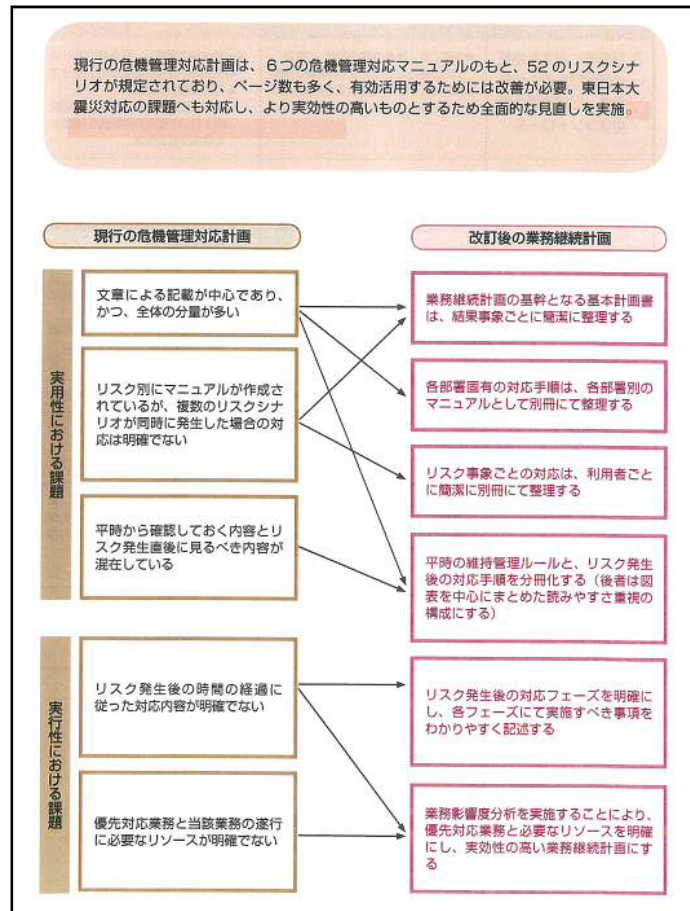 現行の危機管理対応計画は、6つの危機管理対応マニュアルのもと、52のリスクシナ
リオが規定されており、ページ数も多く、有効活用するためには改善が必要。東日本大
震災対応の課題へも対応し、より実効性の高いものとするため全面的な見直しを実施。
現行の危機管理対応計画
改訂後の業務継続計画
実用性における課題
文章による記載が中心であり、
かつ、全体の分量が多い
リスク別にマニュアルが作成さ
れているが、複数のリスクシナ
リオが同時に発生した場合の対
応は明確でない
平時から確認しておく内容とリ
スク発生直後に見るべき内容が
混在している
業務継続計画の基幹となる基本計画書
は、結果事象ごとに簡潔に整理する
各部署固有の対応手順は、各部署別の
マニュアルとして別冊にて整理する
リスク事象ごとの対応は、利用者ごと
に簡潔に別冊にて整理する
平時の維持管理ルールと、リスク発生
後の対応手順を分冊化する(後者は図
表を中心にまとめた読みやすさ重視の
構成にする)
実行性における課題
リスク発生後の時間の経過に
従った対応内容が明確でない
優先対応業務と当該業務の遂行
に必要なリソースが明確でない
リスク発生後の対応フェーズを明確に
し、各フェーズにて実施すべき事項を
わかりやすく記述する
業務影響度分析を実施することにより、
優先対応業務と必要なリソースを明確
にし、実効性の高い業務継続計画にす
る